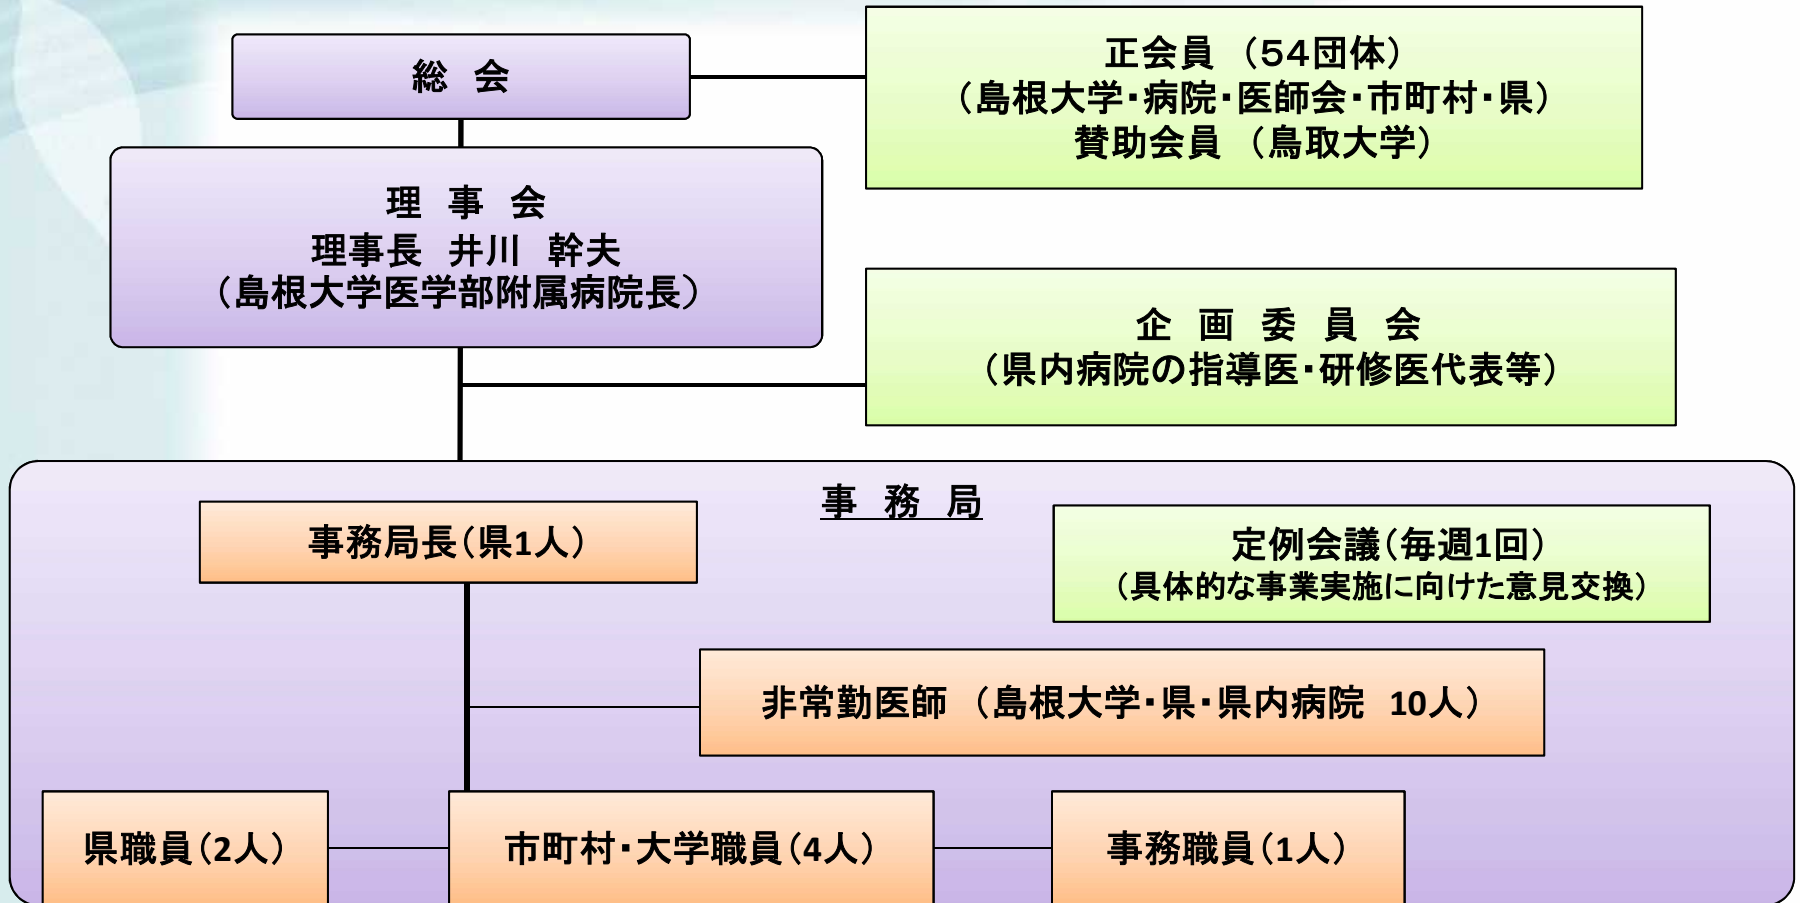 総　会
正会員 （５４団体）
（島根大学・病院・医師会・市町村・県）
賛助会員 （鳥取大学）
理　事　会
理事長　井川　幹夫
（島根大学医学部附属病院長）
企　画　委　員　会
（県内病院の指導医・研修医代表等）
事　務　局
事務局長（県1人）
定例会議（毎週1回）
（具体的な事業実施に向けた意見交換）
非常勤医師 （島根大学・県・県内病院　10人）
県職員（2人）
市町村・大学職員（4人）
事務職員（1人）